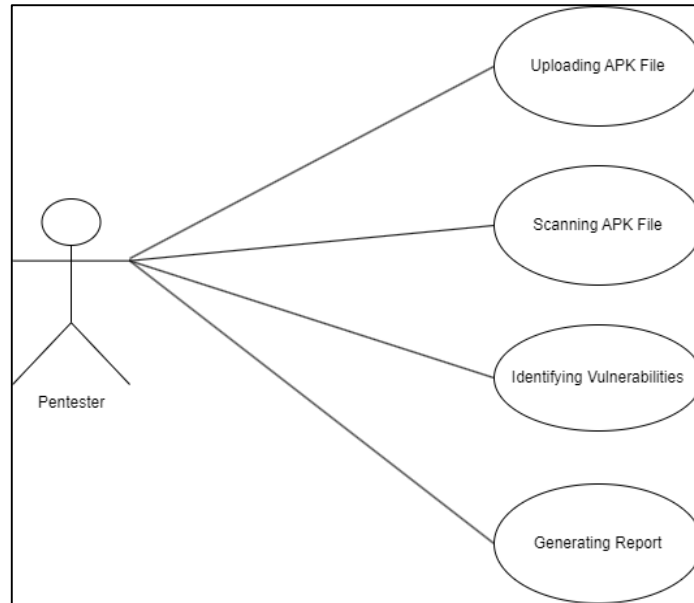 Uploading APK File
Scanning APK File
Identifying Vulnerabilities
Pentester
Generating Report